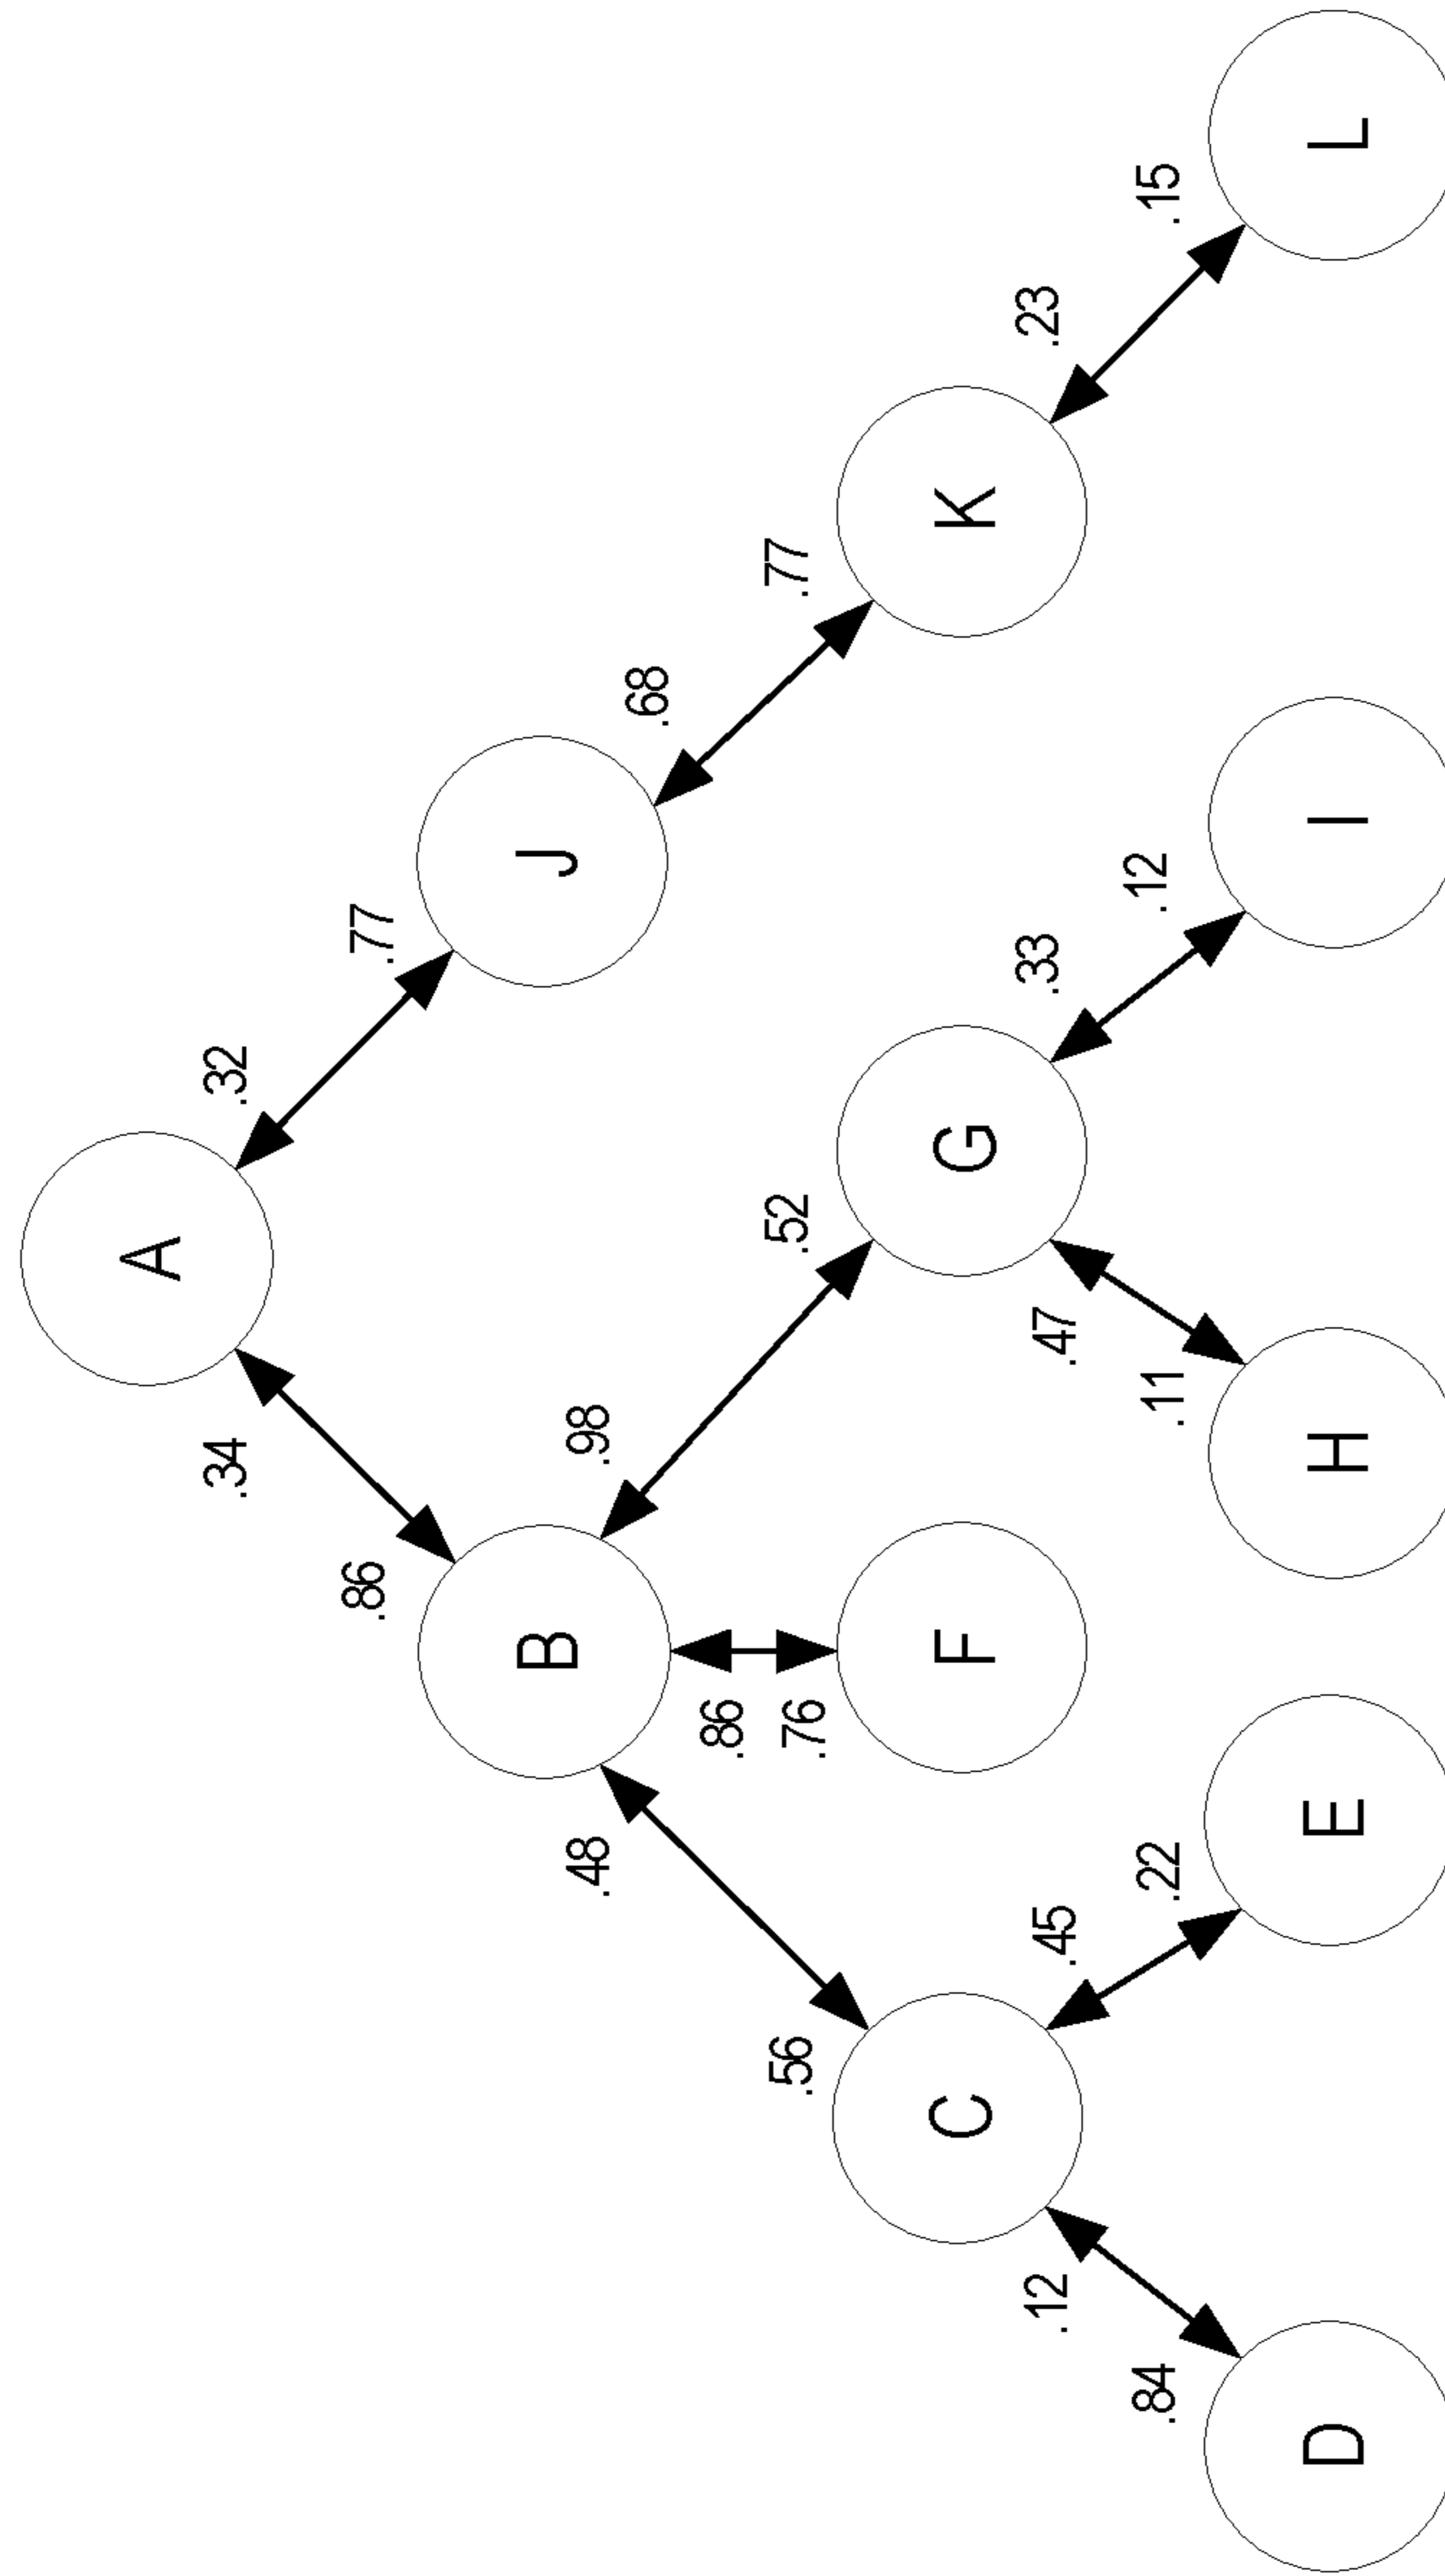 A
.34
.32
.86
.77
B
J
.48
.86
.98
.68
.56
.76
.52
.77
C
F
G
K
.12
.45
.47
.33
.23
.84
.22
.11
.12
.15
D
E
H
I
L